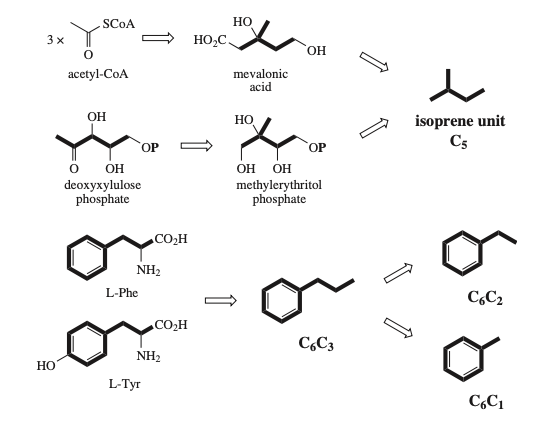 3 ×
SCoA
O
acetyl-CoA
HO
HO₂C
OH
mevalonic
acid
isoprene unit
C₅
OH
OP
O
OH
deoxyxylulose
phosphate
HO
OP
OH
OH
methylerythritol
phosphate
CO₂H
NH₂
L-Phe
CO₂H
NH₂
HO
L-Tyr
C₆C₃
C₆C₂
C₆C₁